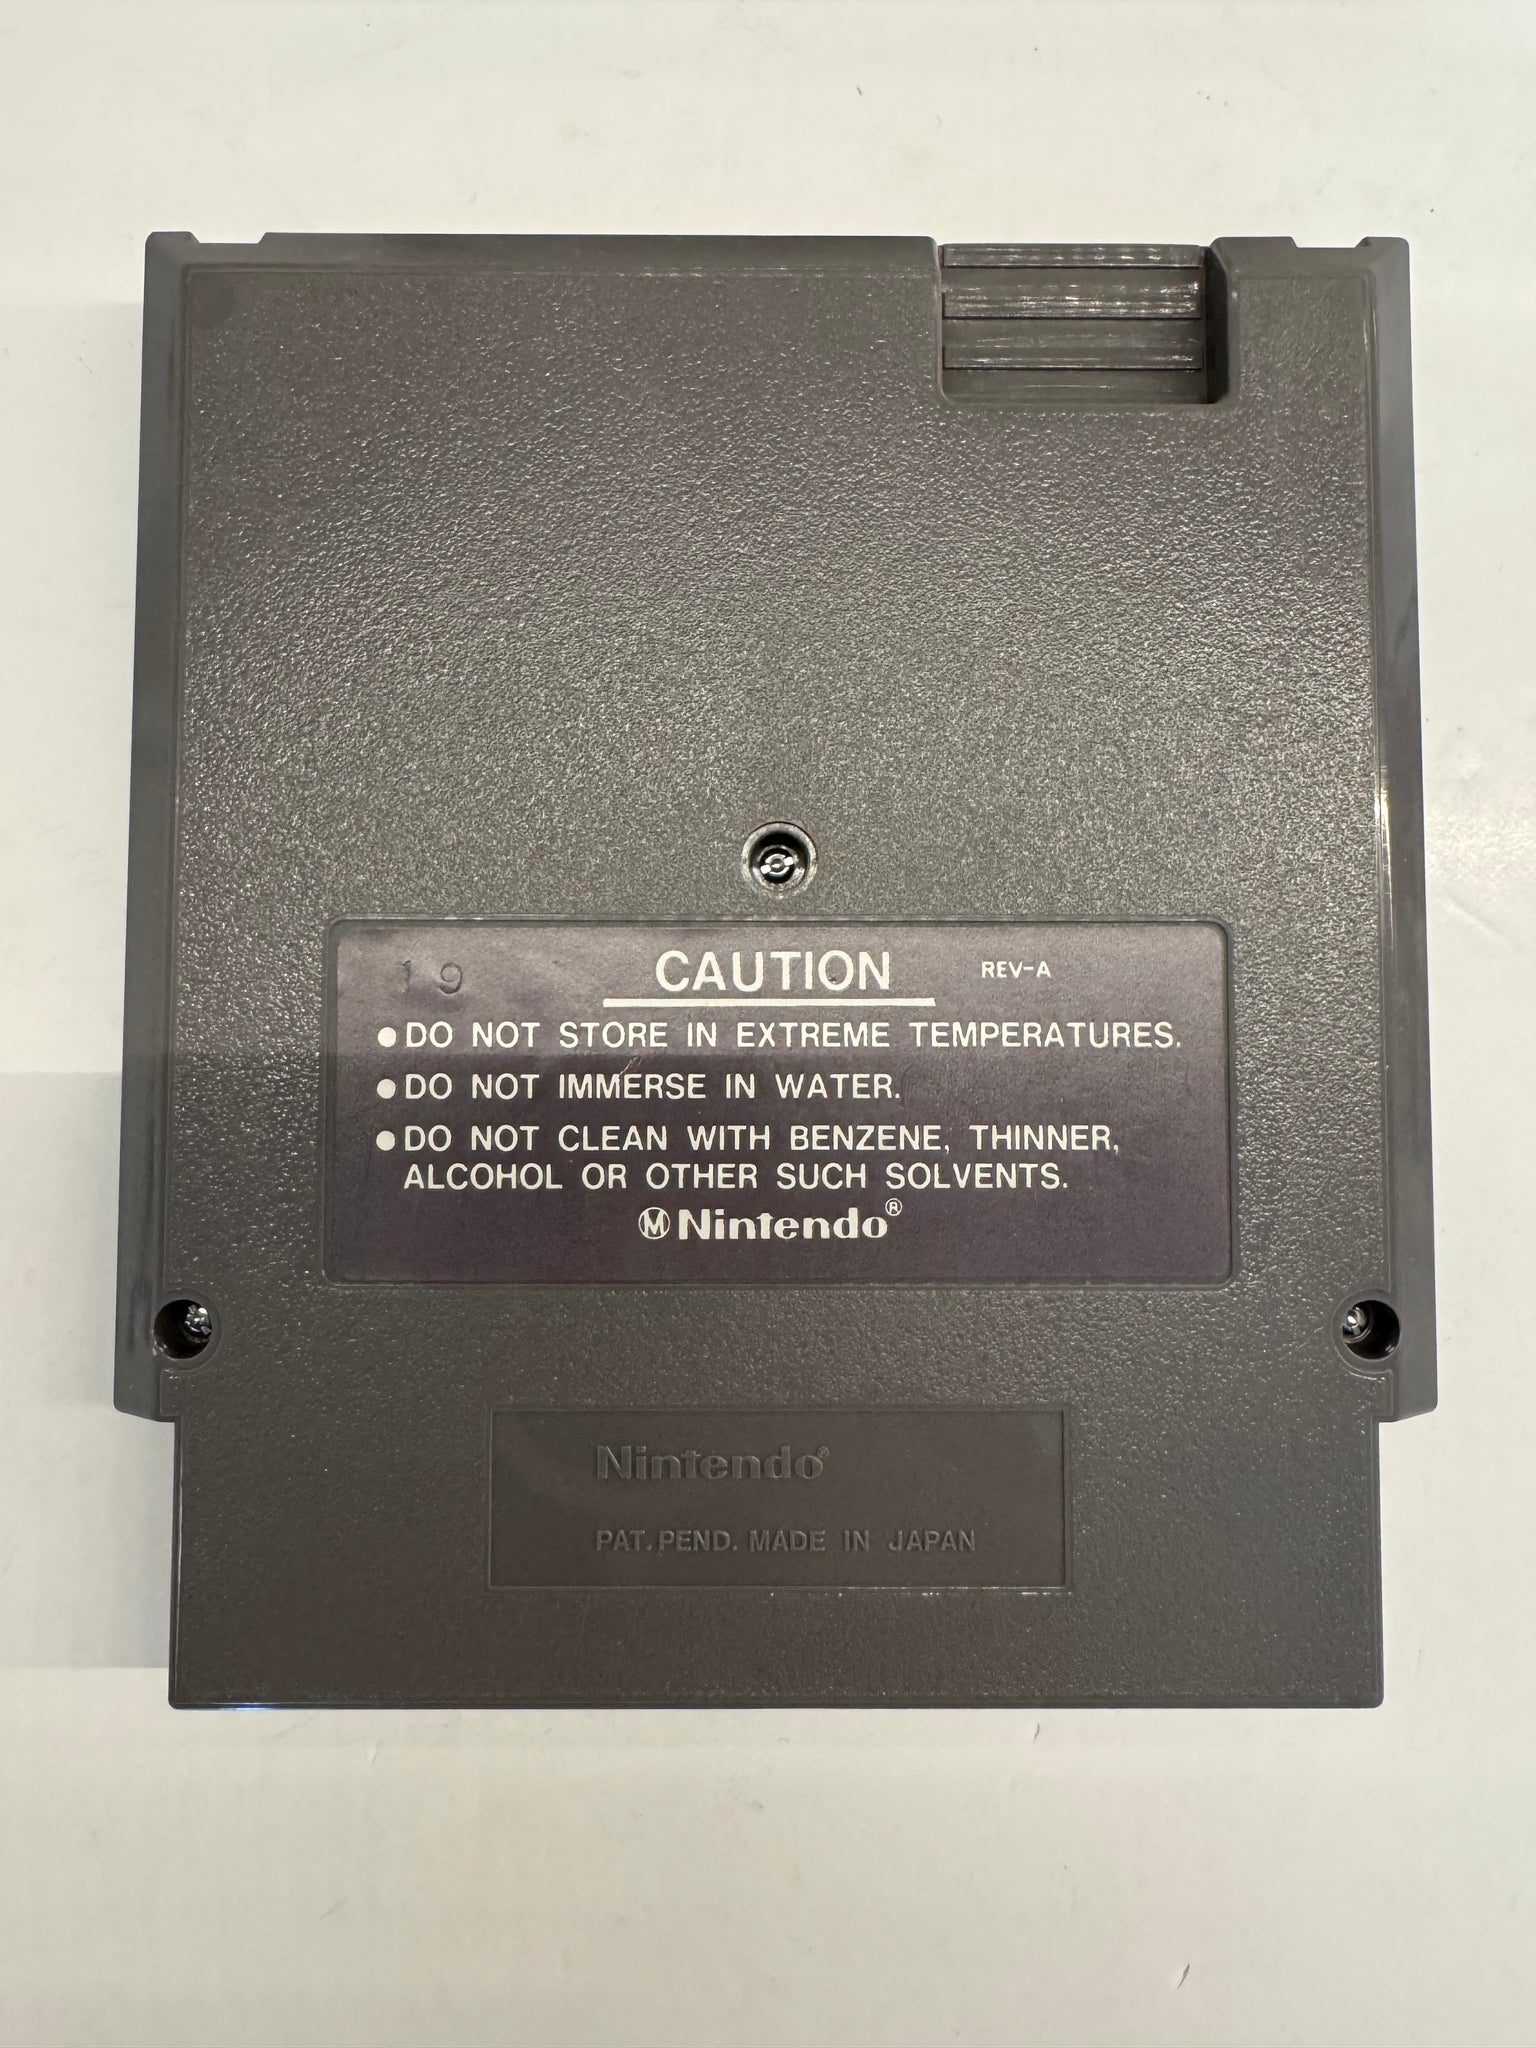 19
CAUTION REV-A
●DO NOT STORE IN EXTREME TEMPERATURES.
●DO NOT IMMERSE IN WATER.
●DO NOT CLEAN WITH BENZENE, THINNER,
ALCOHOL OR OTHER SUCH SOLVENTS.
Ⓜ Nintendo®
Nintendo®
PAT. PEND. MADE IN JAPAN